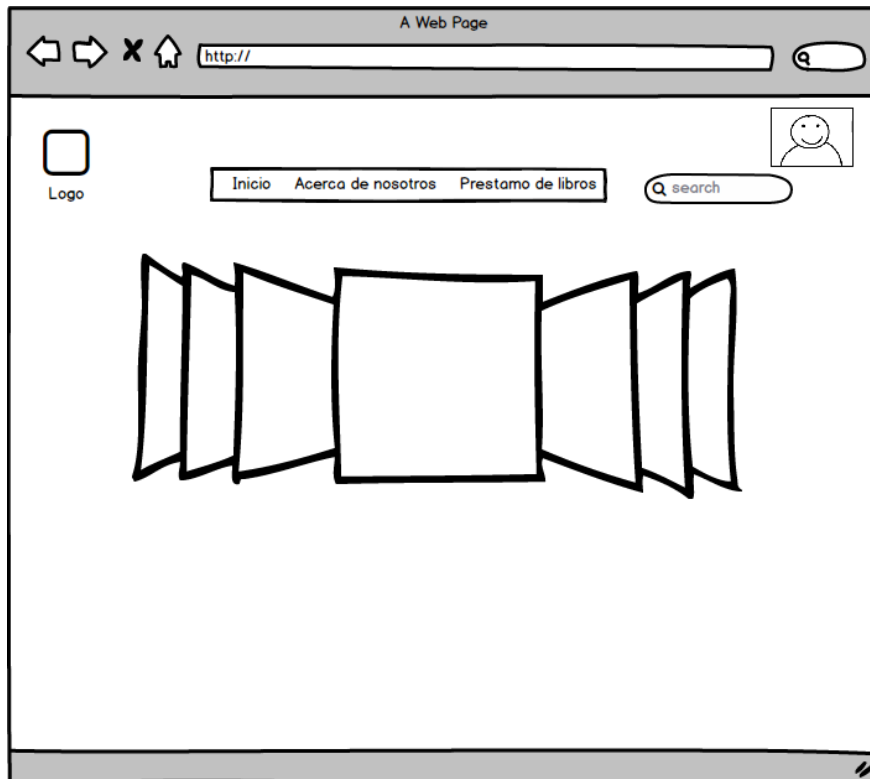 A Web Page
http://
Logo
Inicio Acerca de nosotros Prestamo de libros
search